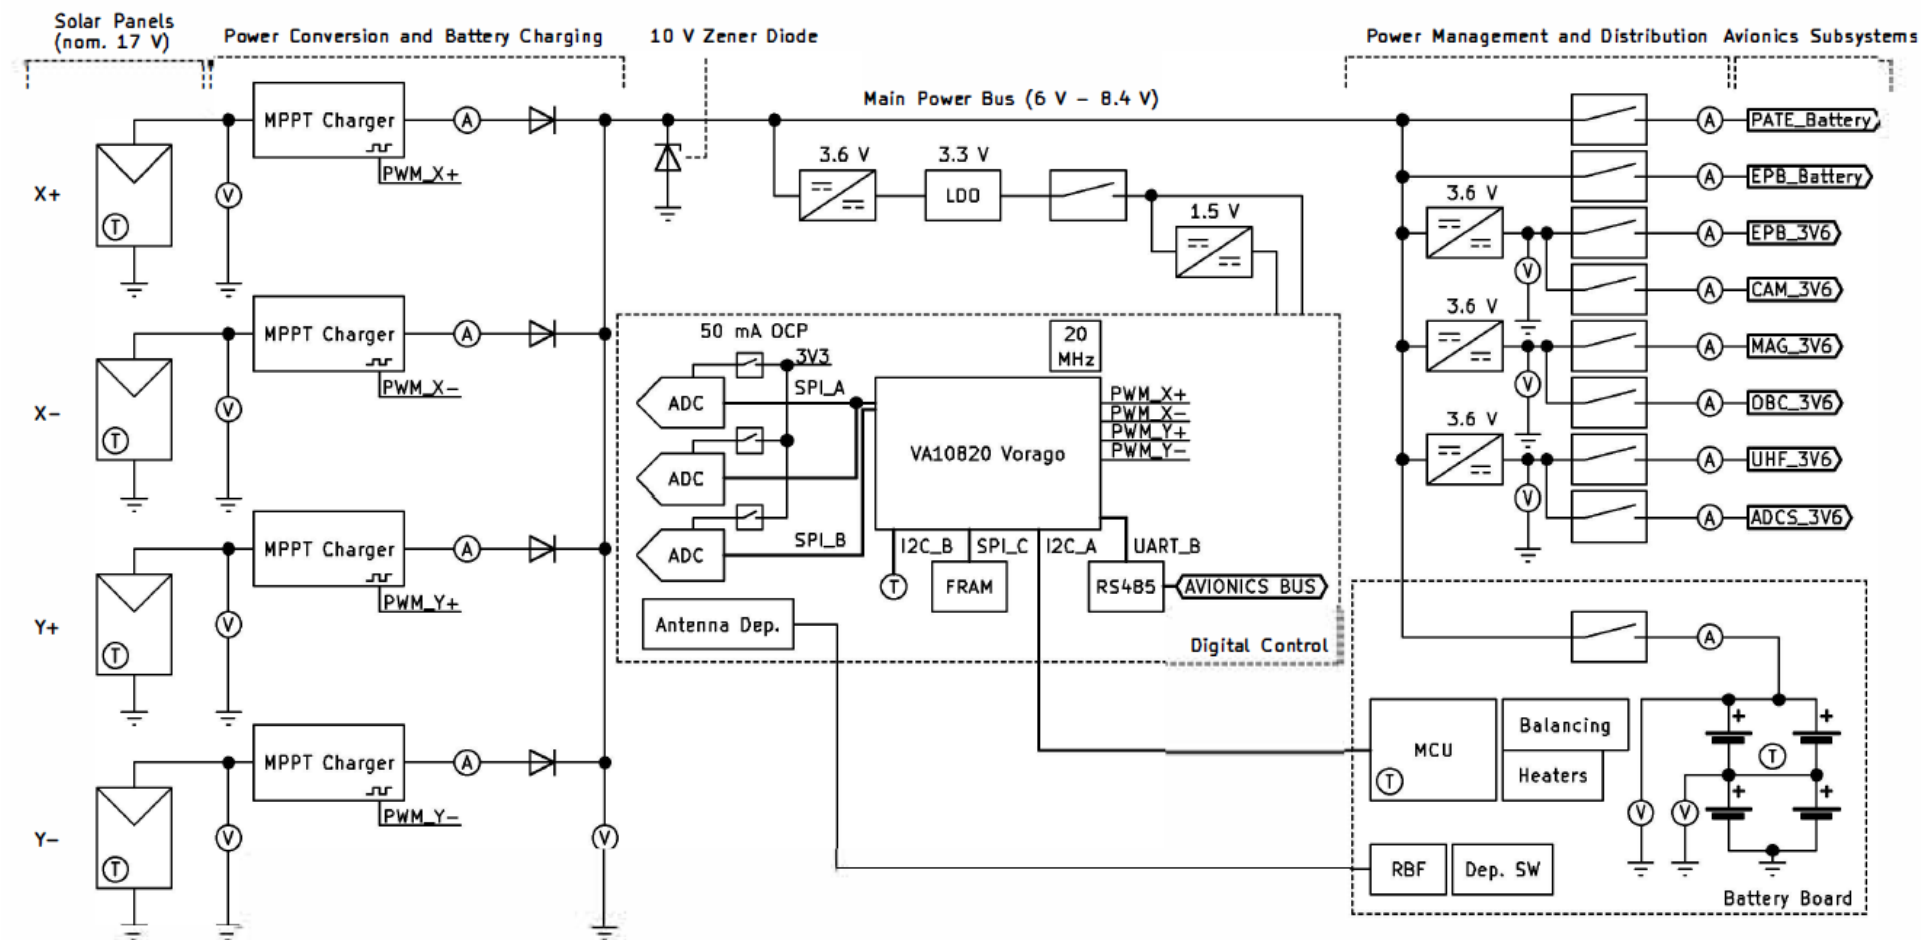 Solar Panels
(nom. 17 V)
Power Conversion and Battery Charging
10 V Zener Diode
Power Management and Distribution
Avionics Subsystems
Main Power Bus (6 V – 8.4 V)
X+
T
V
MPPT Charger
PWM_X+
A
X–
T
V
MPPT Charger
PWM_X–
A
Y+
T
V
MPPT Charger
PWM_Y+
A
Y–
T
V
MPPT Charger
PWM_Y–
A
V
3.6 V
3.3 V
LDO
1.5 V
50 mA OCP
3V3
20
MHz
ADC
SPI_A
ADC
ADC
SPI_B
VA10820 Vorago
PWM_X+
PWM_X–
PWM_Y+
PWM_Y–
I2C_B
SPI_C
I2C_A
UART_B
T
FRAM
RS485
AVIONICS BUS
Antenna Dep.
Digital Control
A
PATE_Battery
A
EPB_Battery
3.6 V
V
A
EPB_3V6
A
CAM_3V6
3.6 V
V
A
MAG_3V6
A
OBC_3V6
3.6 V
V
A
UHF_3V6
A
ADCS_3V6
A
MCU
T
Balancing
Heaters
V
V
+
+
T
+
+
RBF
Dep. SW
Battery Board